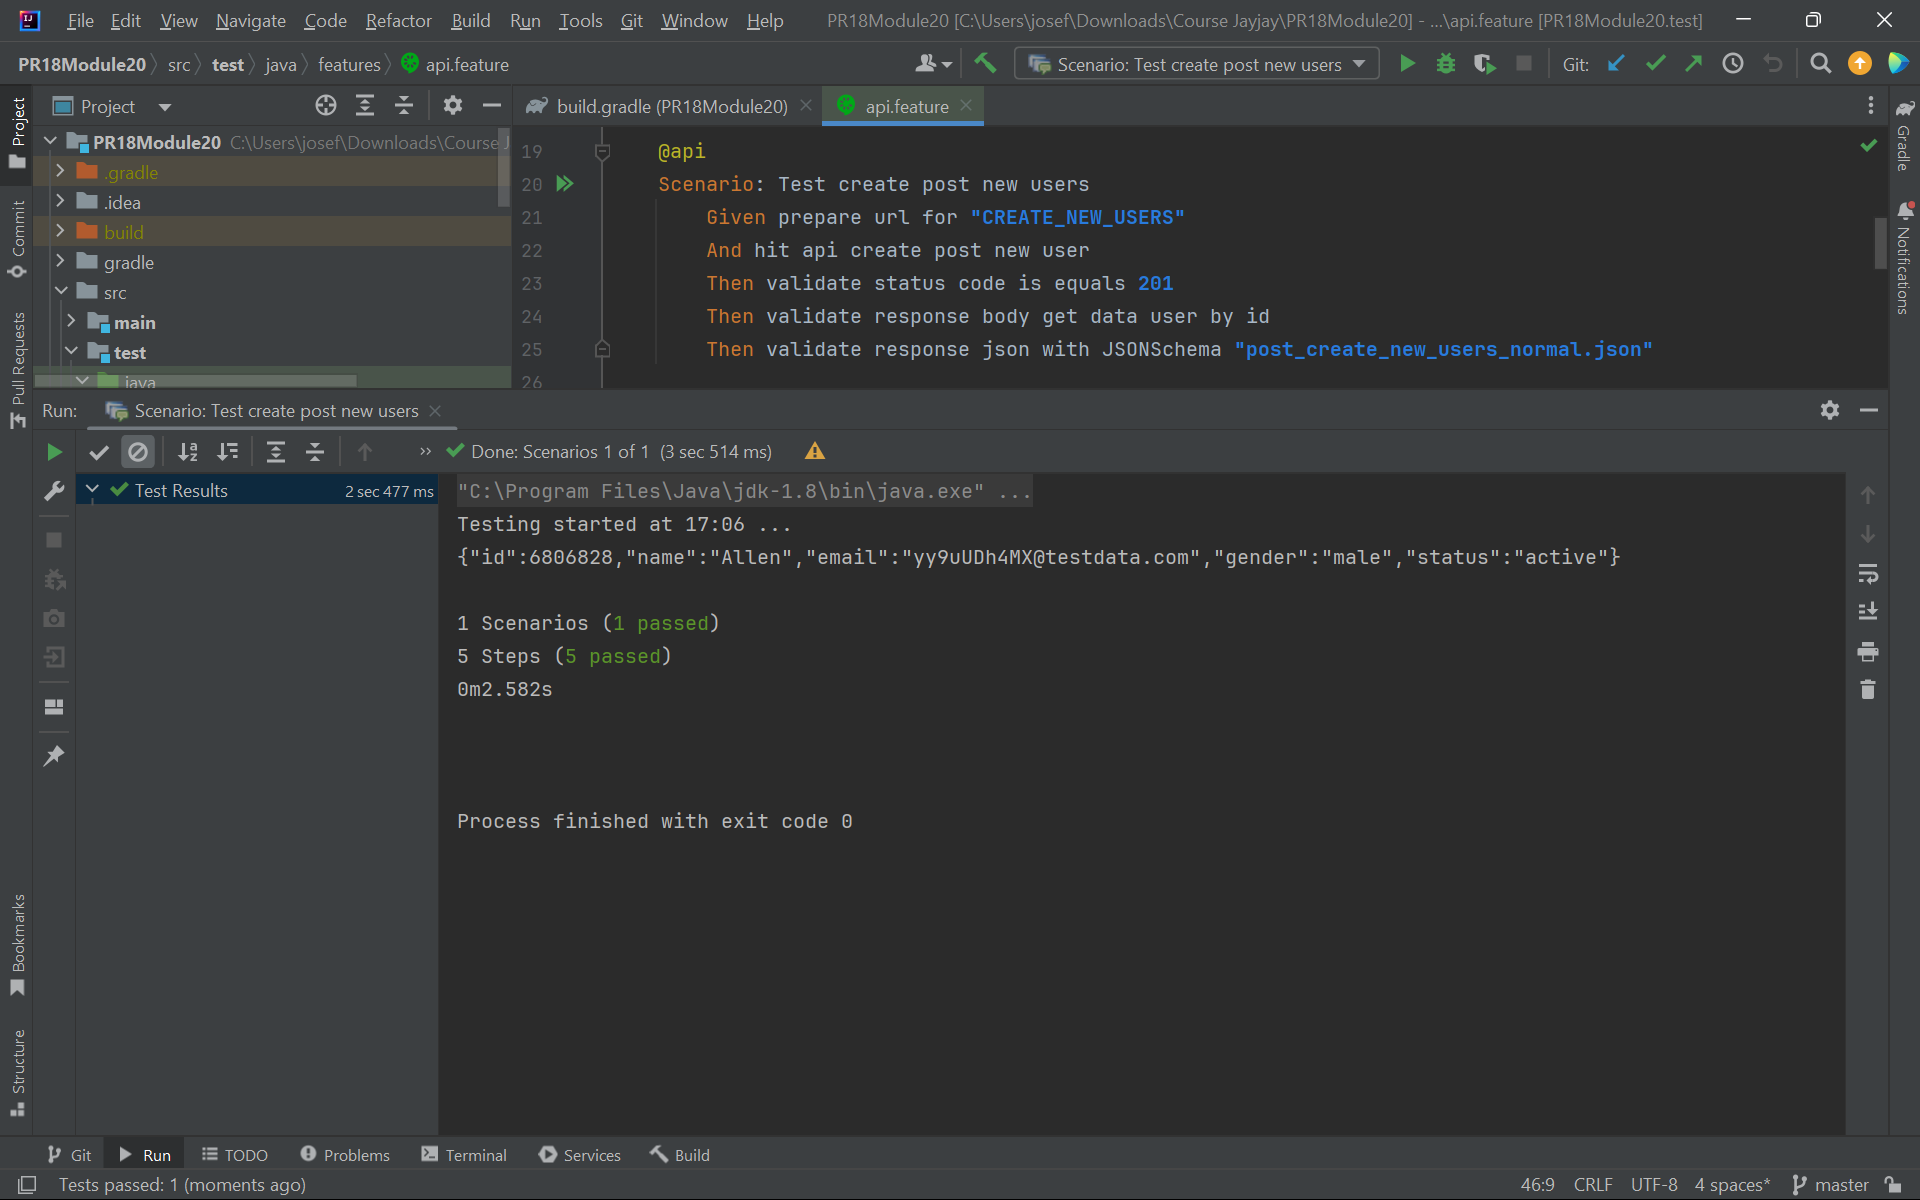 File Edit View Navigate Code Refactor Build Run Tools Git Window Help PR18Module20 [C:\Users\josef\Downloads\Course Jayjay\PR18Module20] - ...\api.feature [PR18Module20.test]
PR18Module20 src test java features api.feature Scenario: Test create post new users Git:
Project build.gradle (PR18Module20) api.feature
PR18Module20 C:\Users\josef\Downloads\Course J
.gradle
.idea
build
gradle
src
main
test
java
19 @api
20 Scenario: Test create post new users
21 Given prepare url for "CREATE_NEW_USERS"
22 And hit api create post new user
23 Then validate status code is equals 201
24 Then validate response body get data user by id
25 Then validate response json with JSONSchema "post_create_new_users_normal.json"
26
Project
Commit
Pull Requests
Bookmarks
Structure
Gradle
Notifications
Run: Scenario: Test create post new users
Done: Scenarios 1 of 1 (3 sec 514 ms)
Test Results 2 sec 477 ms
"C:\Program Files\Java\jdk-1.8\bin\java.exe" ...
Testing started at 17:06 ...
{"id":6806828,"name":"Allen","email":"yy9uUDh4MX@testdata.com","gender":"male","status":"active"}
1 Scenarios (1 passed)
5 Steps (5 passed)
0m2.582s
Process finished with exit code 0
Git Run TODO Problems Terminal Services Build
Tests passed: 1 (moments ago) 46:9 CRLF UTF-8 4 spaces* master